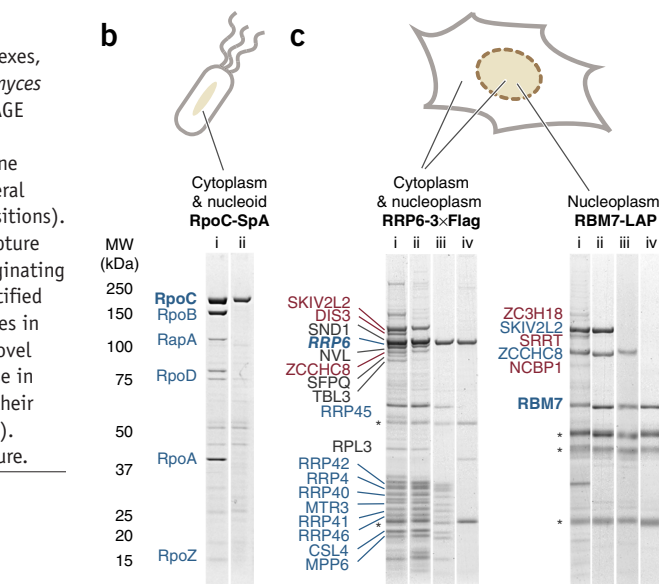 exes,
myces
AGE
ne
eral
sitions).
oture
ginating
tified
es in
ovel
e in
heir
).
ure.
b
Cytoplasm
& nucleoid
RpoC-SpA
MW
(kDa)
i ii
250
150
100
75
50
37
25
20
15
RpoC
RpoB
RapA
RpoD
RpoA
RpoZ
c
Cytoplasm
& nucleoplasm
RRP6-3×Flag
i ii iii iv
SKIV2L2
DIS3
SND1
RRP6
NVL
ZCCHC8
SFPQ
TBL3
RRP45
*
RPL3
RRP42
RRP4
RRP40
MTR3
RRP41
*
RRP46
CSL4
MPP6
Nucleoplasm
RBM7-LAP
i ii iii iv
ZC3H18
SKIV2L2
SRRT
ZCCHC8
NCBP1
RBM7
*
*
*